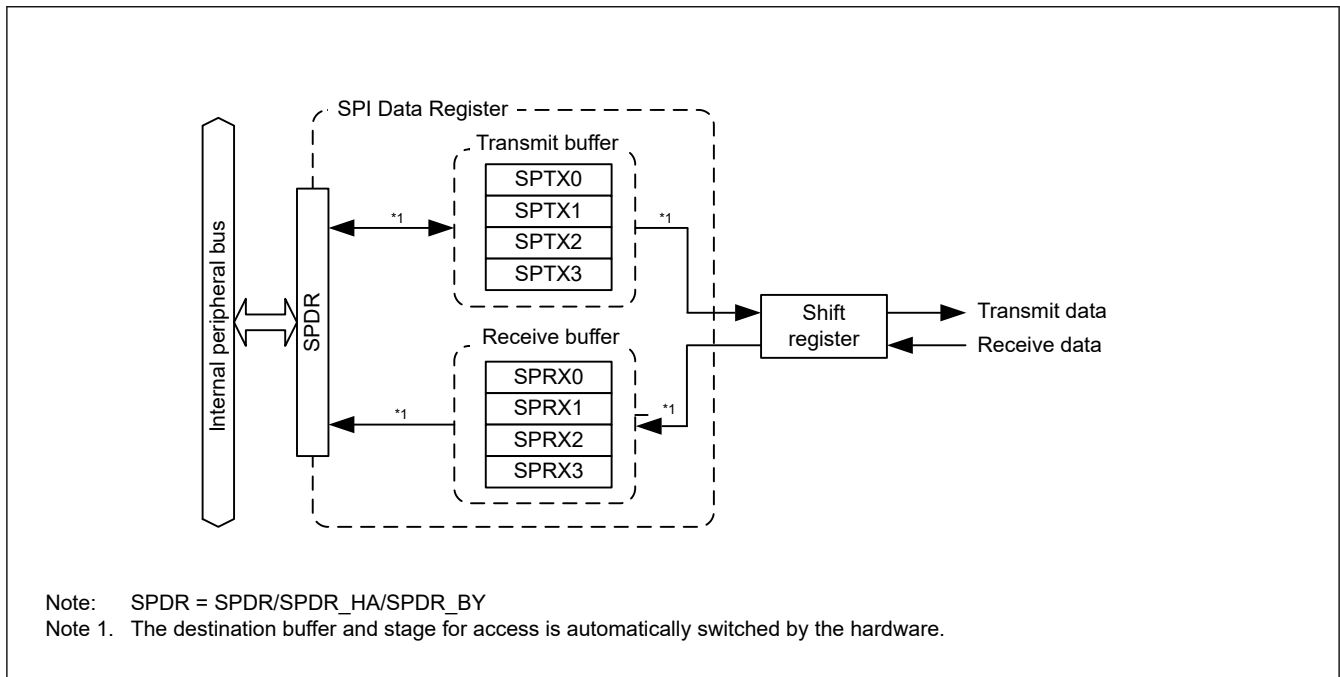 SPI Data Register
Transmit buffer
SPTX0
SPTX1
SPTX2
SPTX3
*1
*1
Internal peripheral bus
SPDR
Shift
register
Transmit data
Receive data
Receive buffer
SPRX0
SPRX1
SPRX2
SPRX3
*1
*1
Note: SPDR = SPDR/SPDR_HA/SPDR_BY
Note 1. The destination buffer and stage for access is automatically switched by the hardware.